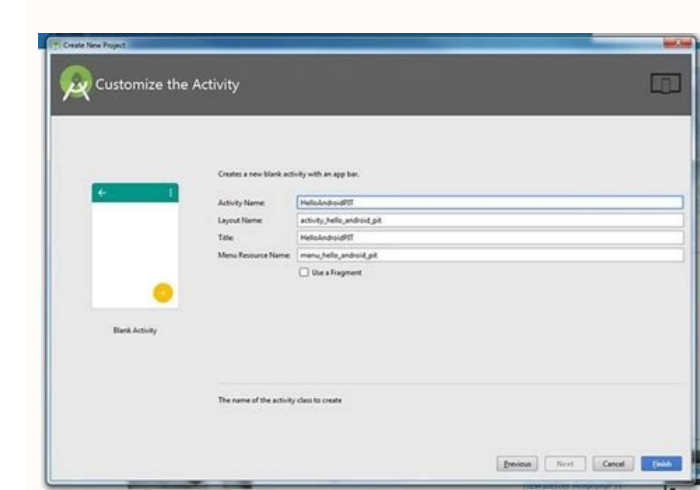 Create New Project
Customize the Activity
Creates a new blank activity with an app bar.
Activity Name: HelloAndroidPIT
Layout Name: activity_hello_android_pit
Title: HelloAndroidPIT
Menu Resource Name: menu_hello_android_pit
Use a Fragment
Blank Activity
The name of the activity class to create
Previous Next Cancel Finish